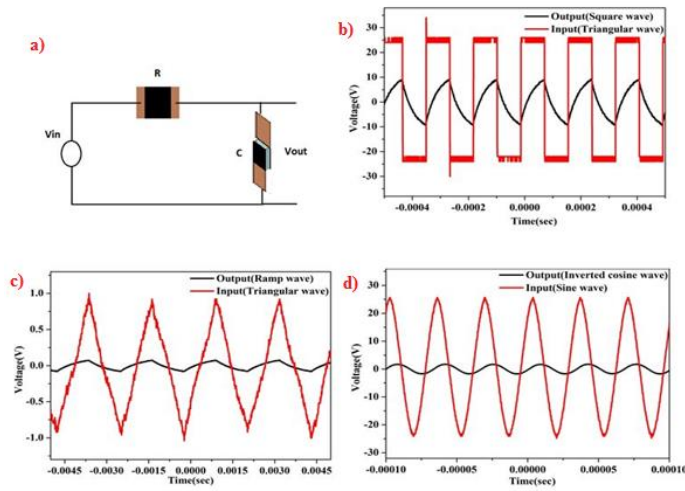 a)
R
Vin
C
Vout
b)
Output(Square wave)
Input(Triangular wave)
30
20
10
0
-10
-20
-30
Voltage(V)
-0.0004
-0.0002
0.0000
0.0002
0.0004
Time(sec)
c)
Output(Ramp wave)
Input(Triangular wave)
1.0
0.5
0.0
-0.5
-1.0
Voltage(V)
-0.0045
-0.0030
-0.0015
0.0000
0.0015
0.0030
0.0045
Time(sec)
d)
Output(Inverted cosine wave)
Input(Sine wave)
30
20
10
0
-10
-20
-30
Voltage(V)
-0.00010
-0.00005
0.00000
0.00005
0.00010
Time(sec)